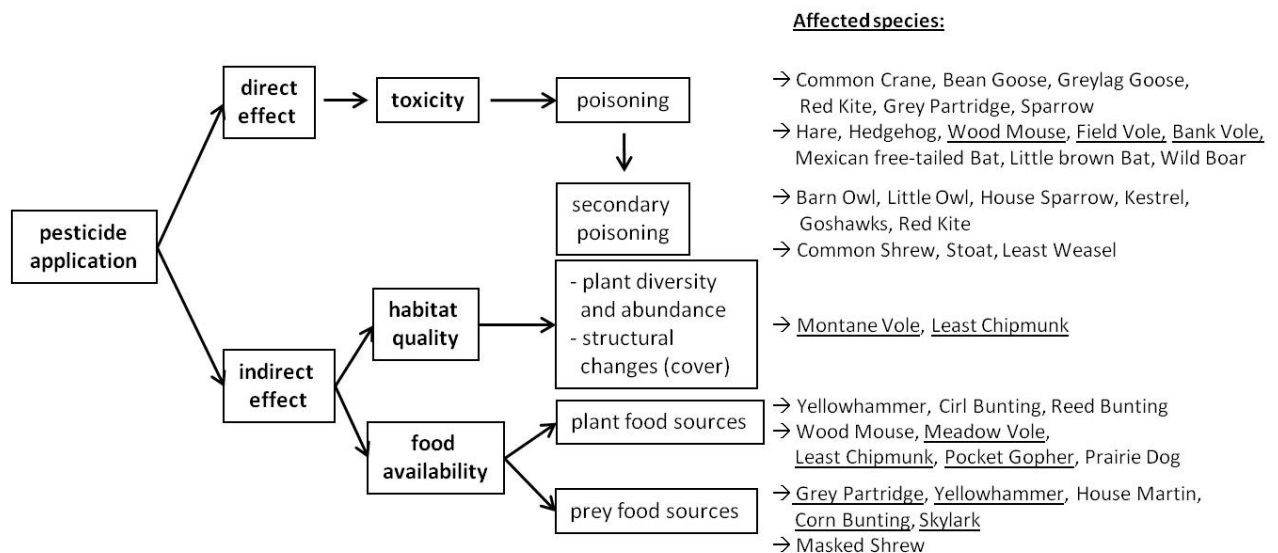 Affected species:
direct
effect
toxicity
poisoning
→ Common Crane, Bean Goose, Greylag Goose,
Red Kite, Grey Partridge, Sparrow
→ Hare, Hedgehog, Wood Mouse, Field Vole, Bank Vole,
Mexican free-tailed Bat, Little brown Bat, Wild Boar
pesticide
application
secondary
poisoning
→ Barn Owl, Little Owl, House Sparrow, Kestrel,
Goshawks, Red Kite
→ Common Shrew, Stoat, Least Weasel
indirect
effect
habitat
quality
- plant diversity
and abundance
- structural
changes (cover)
→ Montane Vole, Least Chipmunk
food
availability
plant food sources
→ Yellowhammer, Cirl Bunting, Reed Bunting
→ Wood Mouse, Meadow Vole,
Least Chipmunk, Pocket Gopher, Prairie Dog
prey food sources
→ Grey Partridge, Yellowhammer, House Martin,
Corn Bunting, Skylark
→ Masked Shrew